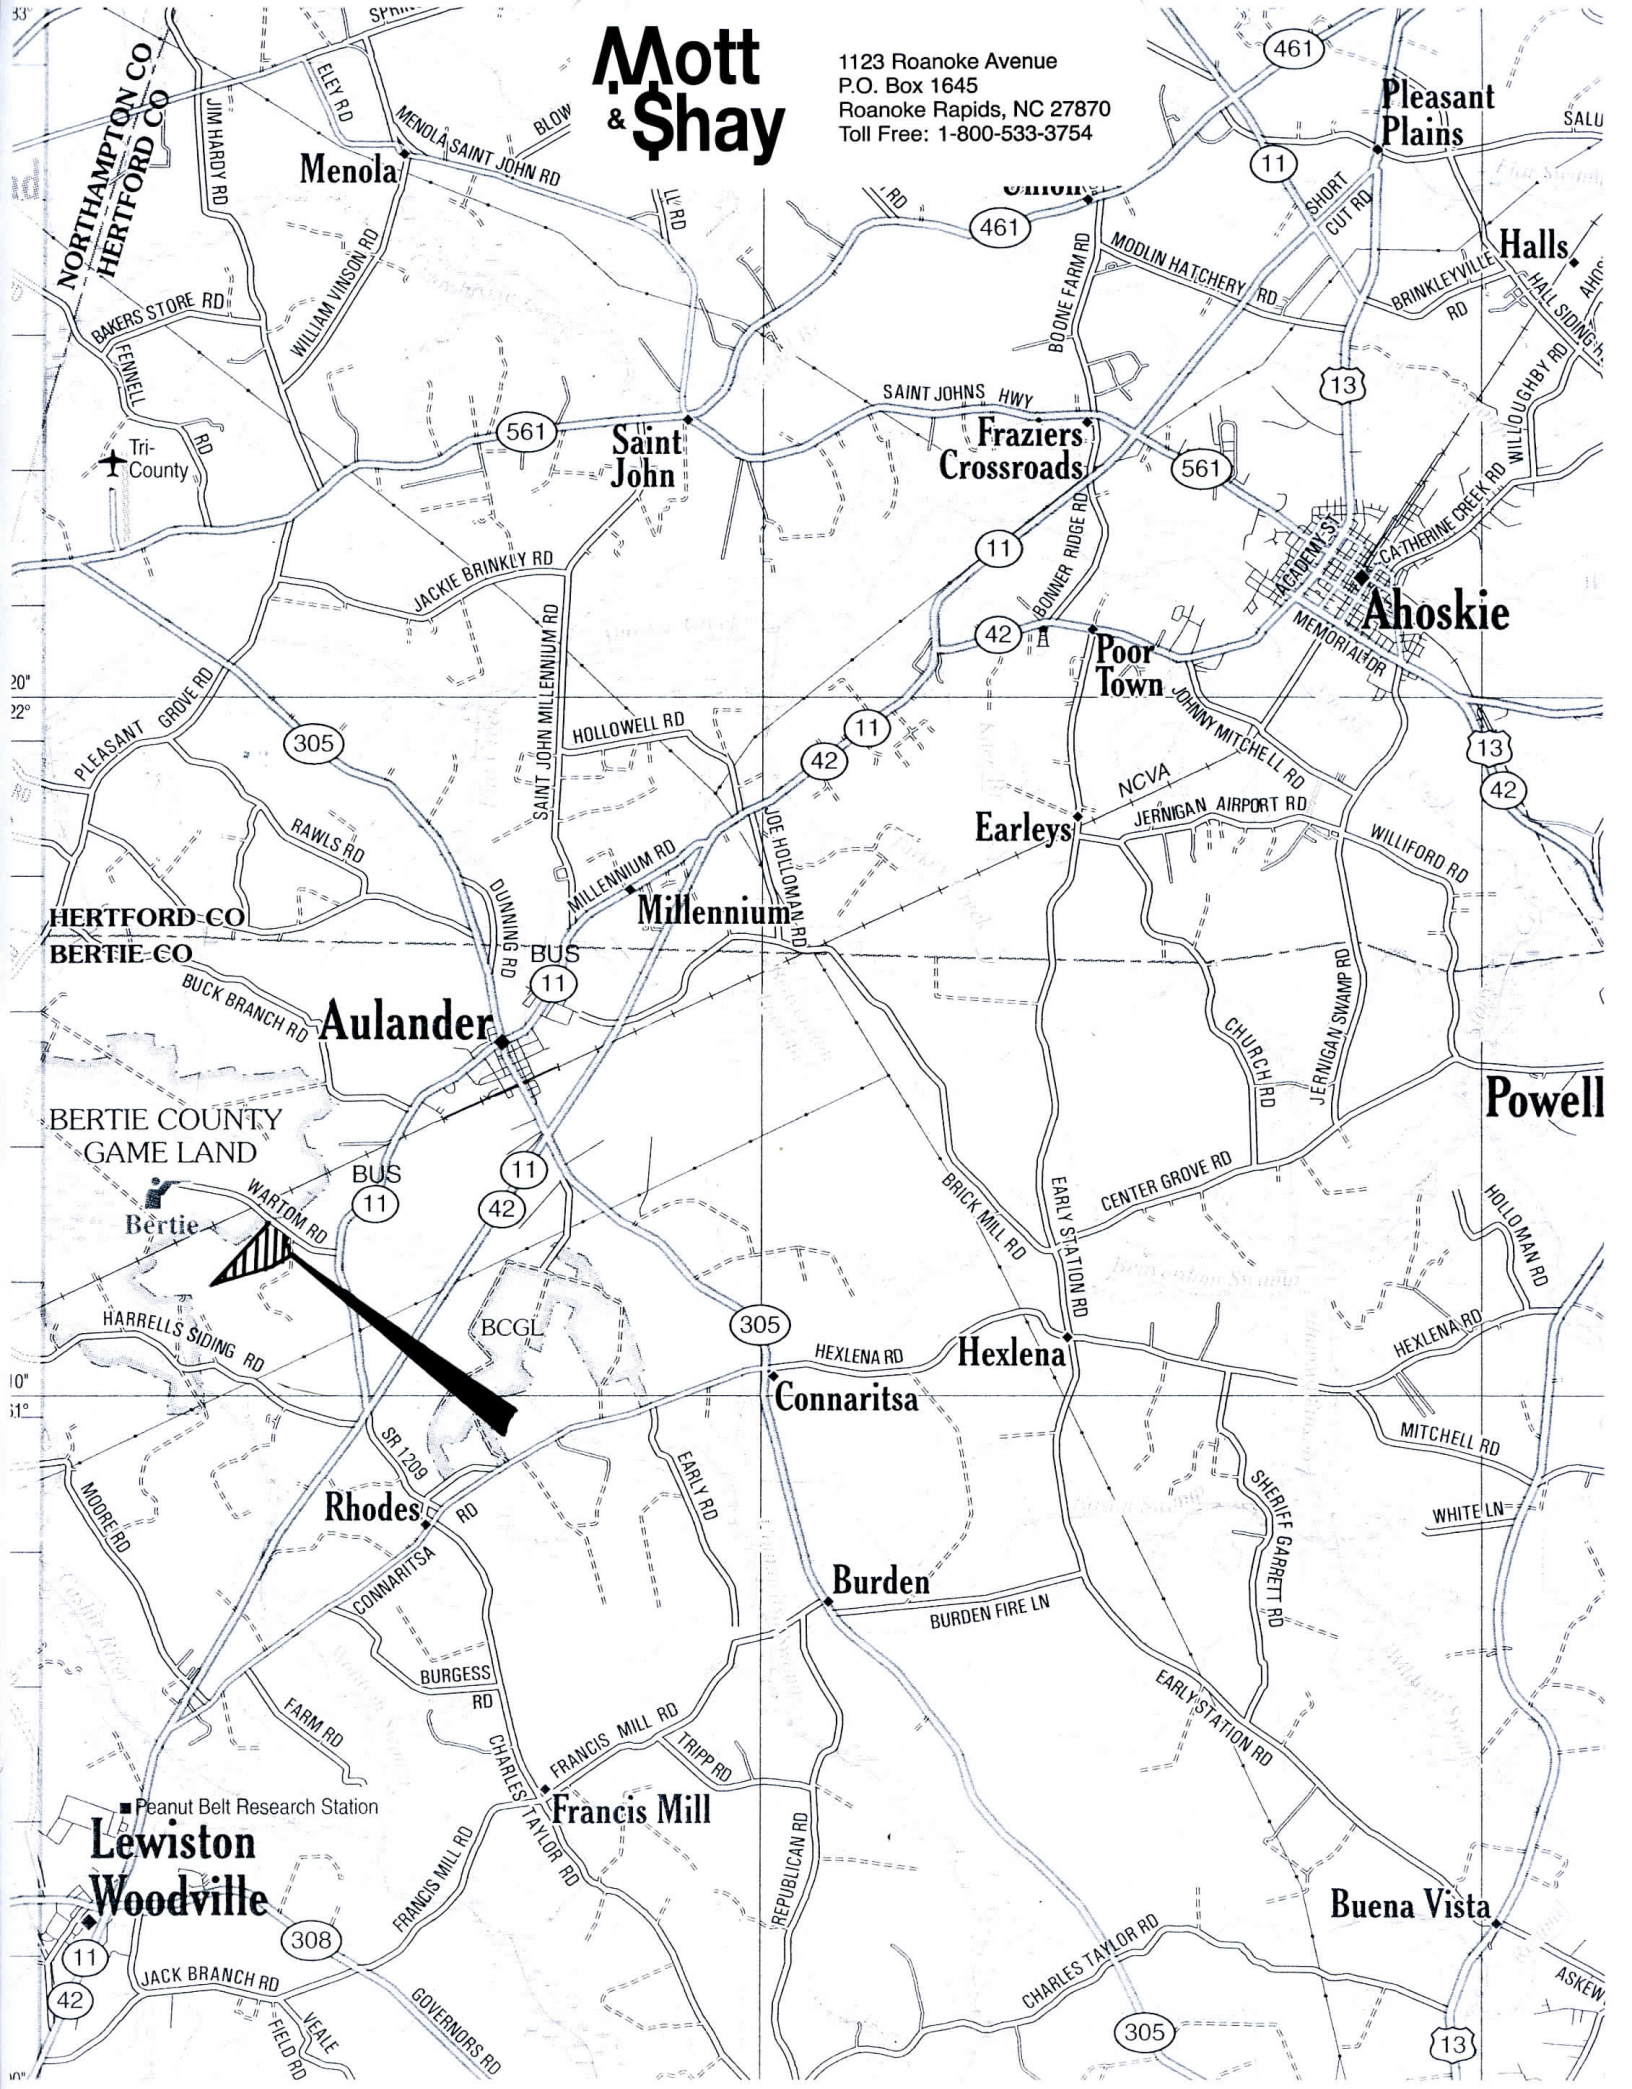 Mott
& Shay
1123 Roanoke Avenue
P.O. Box 1645
Roanoke Rapids, NC 27870
Toll Free: 1-800-533-3754
NORTHAMPTON CO
HERTFORD CO
JIM HARDY RD
ELEY RD
MENOLA SAINT JOHN RD
Menola
461
Pleasant
Plains
11
SHORT
CUT RD
Halls
461
RD
MODLIN HATCHERY RD
BRINKLEYVILLE
RD
HALL SIDING
BOONE FARM RD
WILLIAM VINSON RD
BAKERS STORE RD
FENNELL
RD
13
WILLOUGHBY RD
SAINT JOHNS HWY
561
Saint
John
Fraziers
Crossroads
561
Tri-
County
11
BONNER RIDGE RD
ACADEMY ST
CATHERINE CREEK RD
Ahoskie
MEMORIAL DR
JACKIE BRINKLY RD
SAINT JOHN MILLENNIUM RD
42
Poor
Town
20"
22°
PLEASANT GROVE RD
305
HOLLOWELL RD
11
42
JOHNNY MITCHELL RD
13
42
NCVA
JERNIGAN AIRPORT RD
Earleys
WILLIFORD RD
RAWLS RD
DUNNING RD
MILLENNIUM RD
Millennium
JOE HOLLOMAN RD
HERTFORD CO
BERTIE CO
BUCK BRANCH RD
BUS
11
Aulander
JERNIGAN SWAMP RD
CHURCH RD
Powell
BERTIE COUNTY
GAME LAND
Bertie
WARTOM RD
BUS
11
11
42
BRICK MILL RD
EARLY STATION RD
CENTER GROVE RD
HOLLOMAN RD
HARRELLS SIDING RD
BCGL
305
HEXLENA RD
Hexlena
HEXLENA RD
Connaritsa
MITCHELL RD
SR 1209
EARLY RD
SHERIFF GARRETT RD
WHITE LN
MOORE RD
Rhodes
CONNARITSA RD
Burden
BURDEN FIRE LN
BURGESS
RD
FARM RD
FRANCIS MILL RD
TRIPP RD
EARLY STATION RD
CHARLES TAYLOR RD
Francis Mill
Peanut Belt Research Station
Lewiston
Woodville
FRANCIS MILL RD
REPUBLICAN RD
Buena Vista
308
11
42
JACK BRANCH RD
VEALE
FIELD RD
GOVERNORS RD
CHARLES TAYLOR RD
305
13
ASKEW